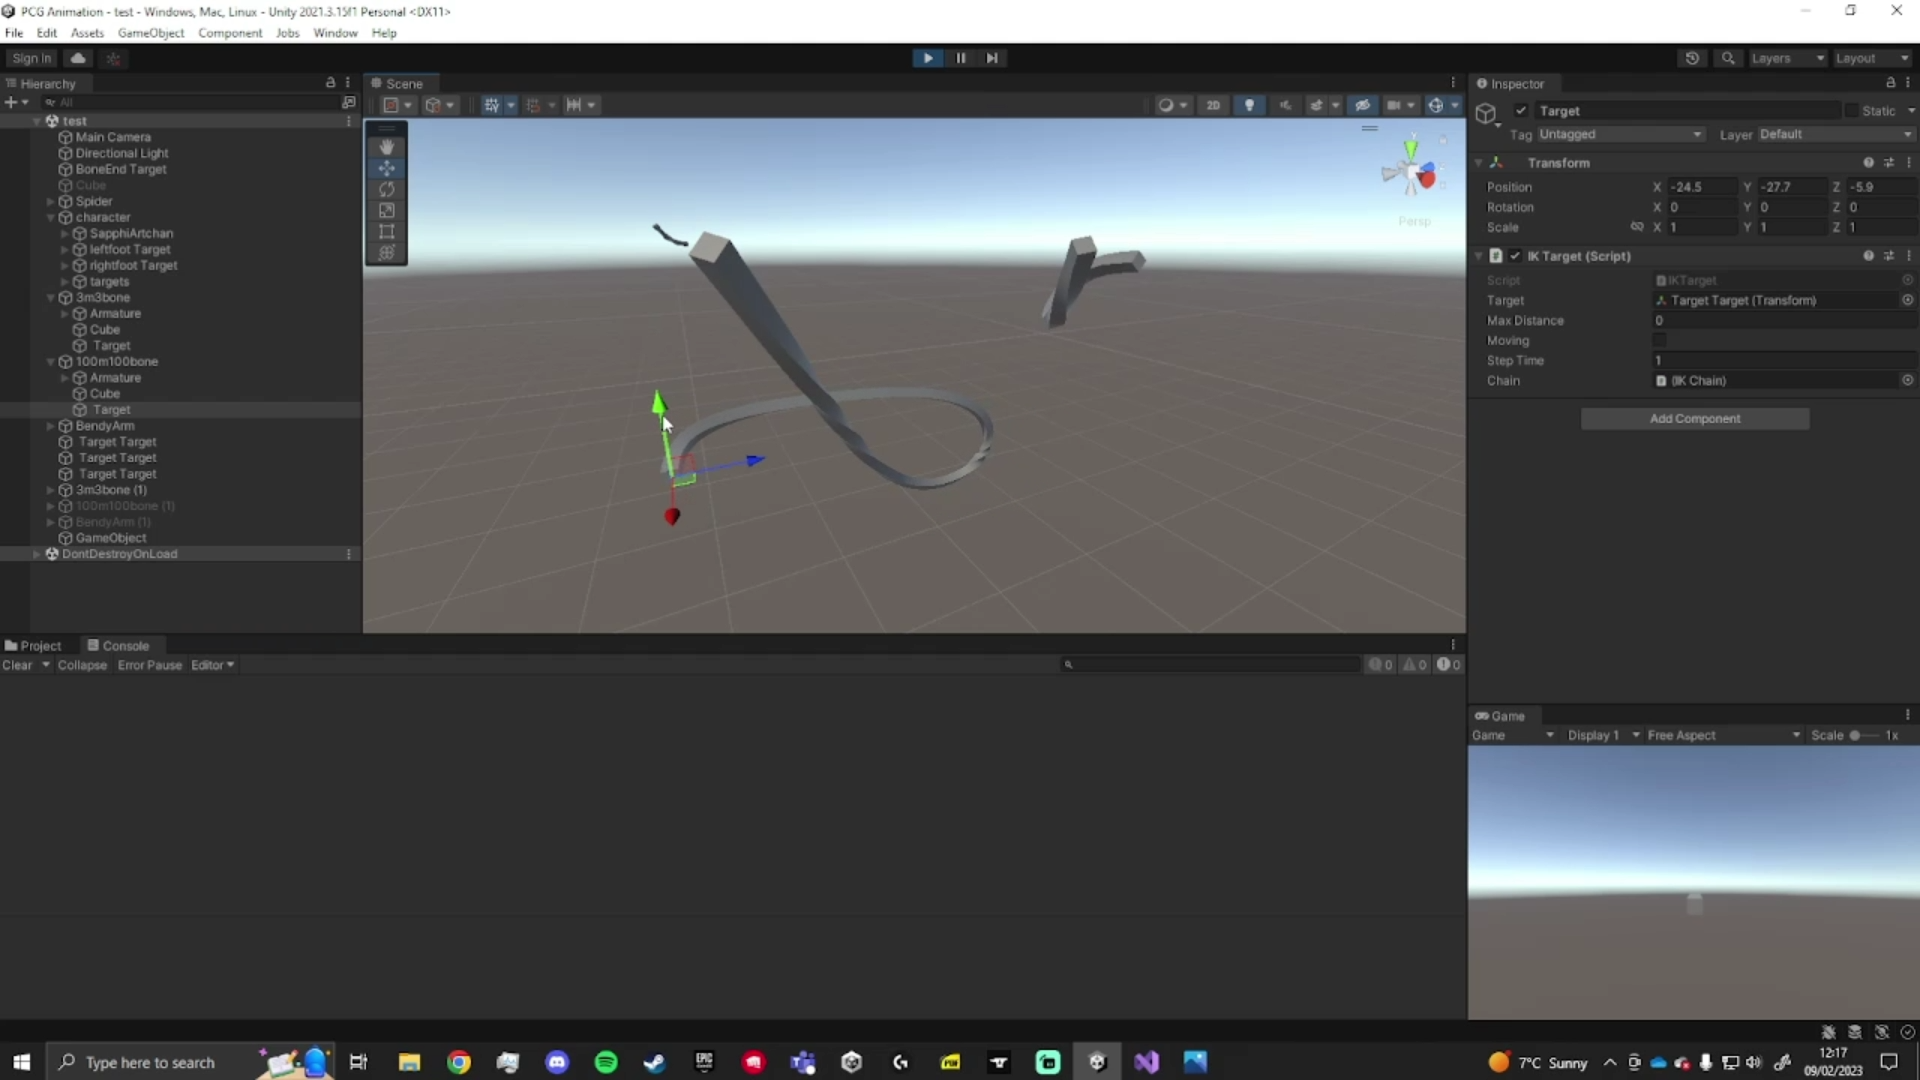 PCG Animation - test - Windows, Mac, Linux - Unity 2021.3.15f1 Personal <DX11>
File Edit Assets GameObject Component Jobs Window Help
Sign In
Layers
Layout
Hierarchy
All
test
Main Camera
Directional Light
BoneEnd Target
Cube
Spider
character
SapphiArtchan
leftfoot Target
rightfoot Target
targets
3m3bone
Armature
Cube
Target
100m100bone
Armature
Cube
Target
BendyArm
Target Target
Target Target
Target Target
3m3bone (1)
100m100bone (1)
BendyArm (1)
GameObject
DontDestroyOnLoad
Scene
2D
y
Persp
Inspector
Target
Static
Tag Untagged Layer Default
Transform
Position X -24.5 Y -27.7 Z -5.9
Rotation X 0 Y 0 Z 0
Scale X 1 Y 1 Z 1
IK Target (Script)
Script IKTarget
Target Target Target (Transform)
Max Distance 0
Moving
Step Time 1
Chain (IK Chain)
Add Component
Project Console
Clear Collapse Error Pause Editor
0 0 0
Game
Game Display 1 Free Aspect Scale 1x
Type here to search
EPIC
7°C Sunny
12:17
09/02/2023